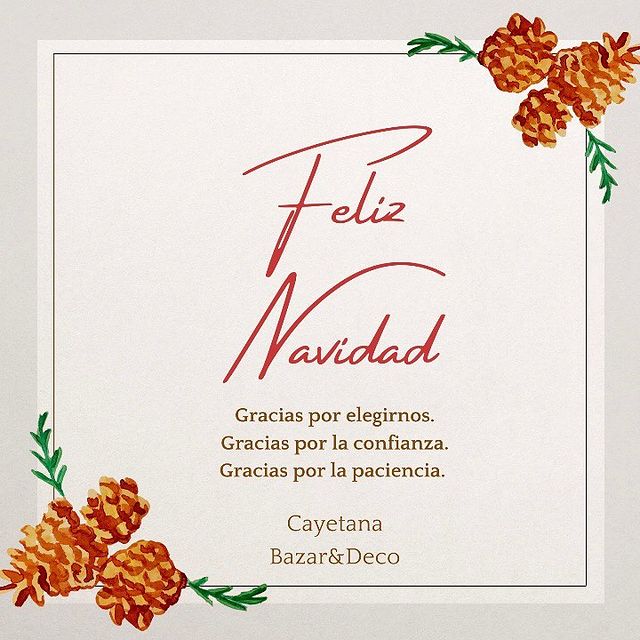 Feliz
Navidad
Gracias por elegirnos.
Gracias por la confianza.
Gracias por la paciencia.
Cayetana
Bazar&Deco